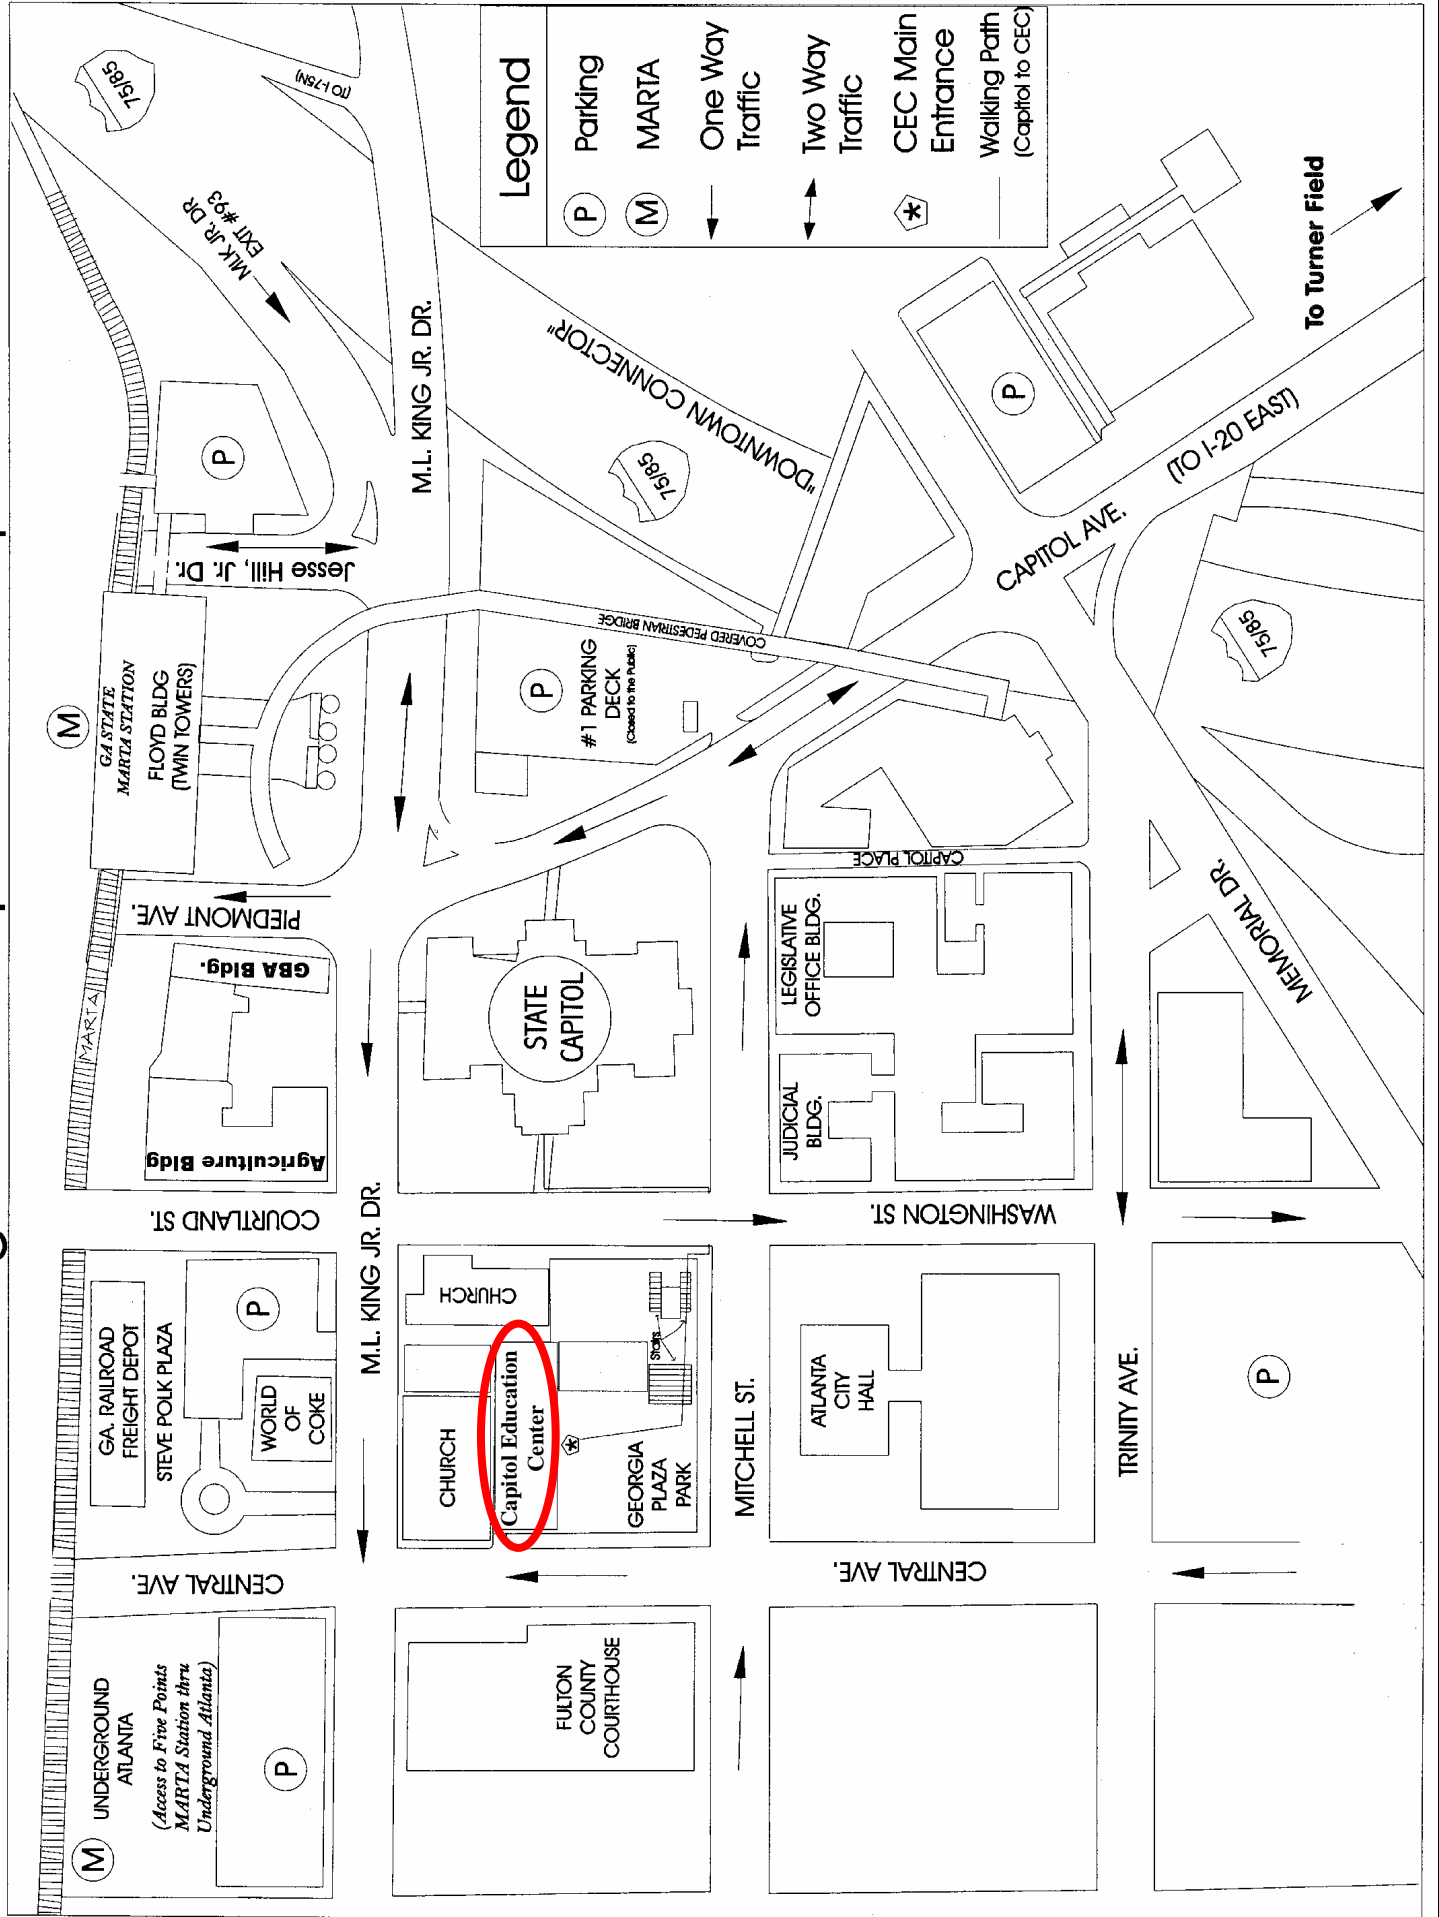 M
UNDERGROUND
ATLANTA
(Access to Five Points
MARTA Station thru
Underground Atlanta)
P
CENTRAL AVE.
GA. RAILROAD
FREIGHT DEPOT
STEVE POLK PLAZA
WORLD
OF
COKE
P
COURTLAND ST.
MARTA
Agriculture Bldg
GBA Bldg.
PIEDMONT AVE.
M
GA STATE
MARTA STATION
FLOYD BLDG
(TWIN TOWERS)
Jesse Hill, Jr. Dr.
P
MLK JR. DR
EXIT #93
75/85
(TO I-75N)
M.L. KING JR. DR.
M.L. KING JR. DR.
FULTON
COUNTY
COURTHOUSE
CHURCH
Capitol Education
Center
*
GEORGIA
PLAZA
PARK
CHURCH
Stairs
STATE
CAPITOL
P
#1 PARKING
DECK
(Closed to the Public)
COVERED PEDESTRIAN BRIDGE
75/85
"DOWNTOWN CONNECTOR"
Legend
P Parking
M MARTA
One Way
Traffic
Two Way
Traffic
* CEC Main
Entrance
Walking Path
(Capitol to CEC)
MITCHELL ST.
CENTRAL AVE.
ATLANTA
CITY
HALL
WASHINGTON ST.
JUDICIAL
BLDG.
LEGISLATIVE
OFFICE BLDG.
CAPITOL PLACE
CAPITOL AVE.
(TO I-20 EAST)
P
To Turner Field
TRINITY AVE.
P
MEMORIAL DR.
75/85